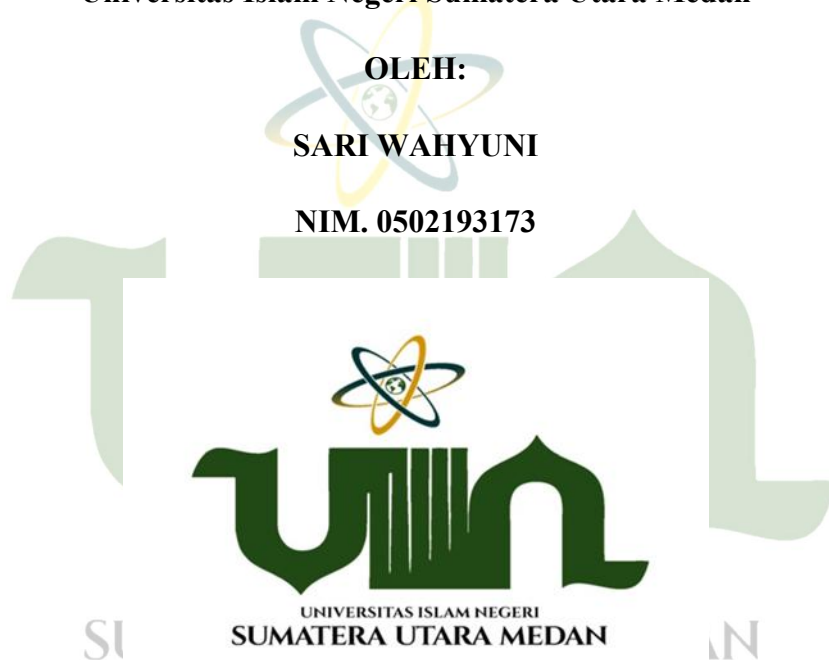 Universitas Islam Negeri Sumatera Utara Medan
OLEH:
SARI WAHYUNI
NIM. 0502193173
UNIVERSITAS ISLAM NEGERI
SUMATERA UTARA MEDAN